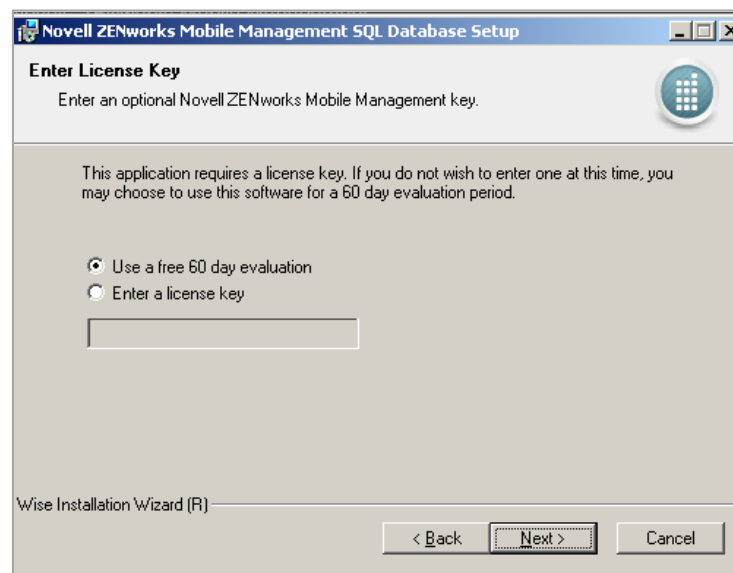 Novell ZENworks Mobile Management SQL Database Setup
Enter License Key
Enter an optional Novell ZENworks Mobile Management key.
This application requires a license key. If you do not wish to enter one at this time, you
may choose to use this software for a 60 day evaluation period.
Use a free 60 day evaluation
Enter a license key
Wise Installation Wizard (R)
< Back
Next >
Cancel